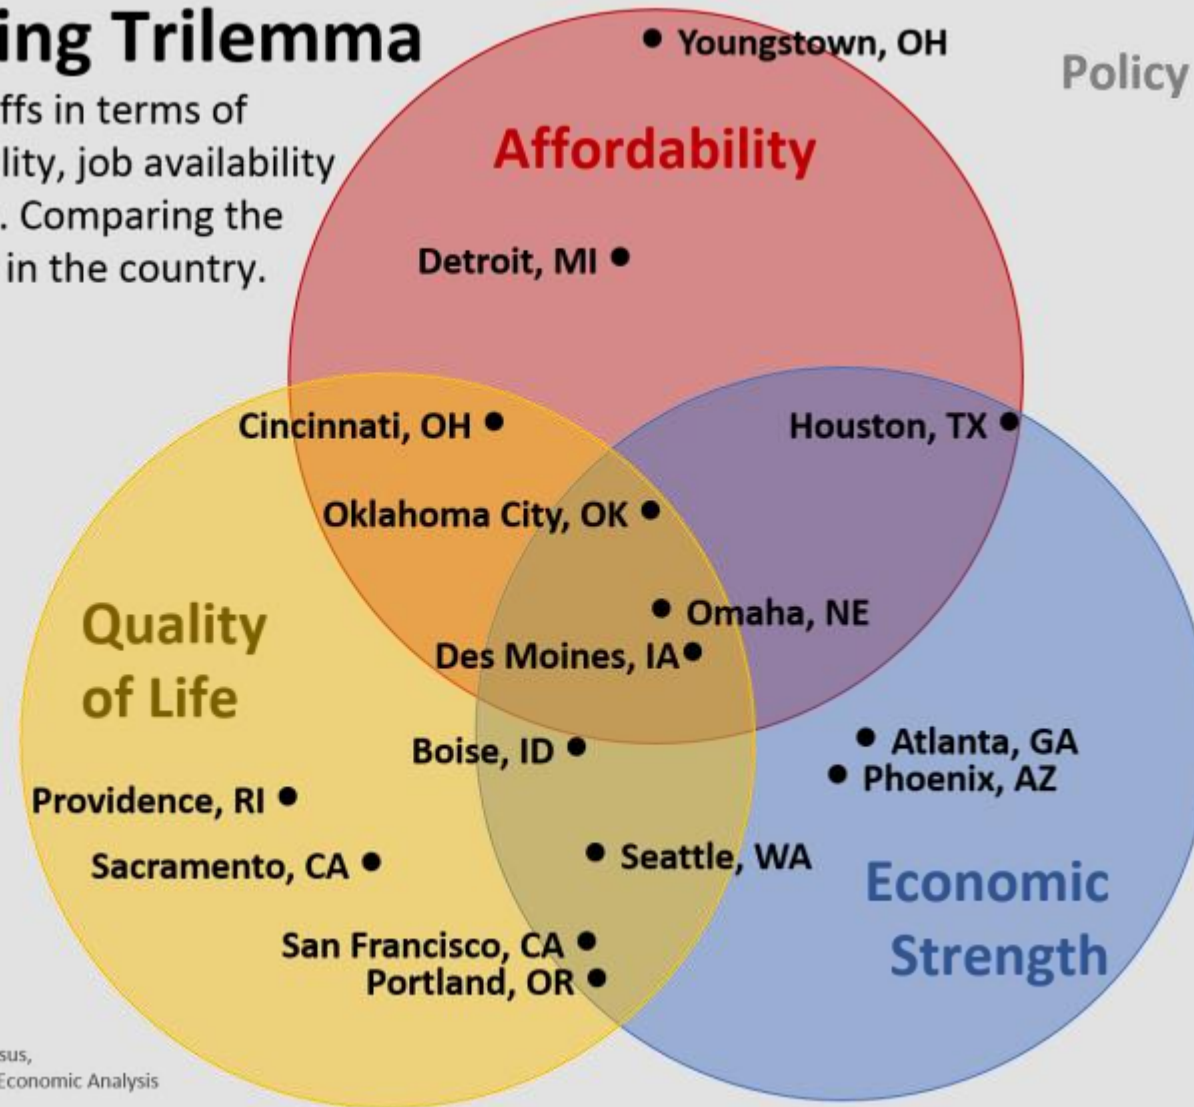 ing Trilemma
ffs in terms of
lity, job availability
. Comparing the
in the country.
Policy
Youngstown, OH
Affordability
Detroit, MI
Cincinnati, OH
Houston, TX
Oklahoma City, OK
Omaha, NE
Des Moines, IA
Quality
of Life
Boise, ID
Atlanta, GA
Phoenix, AZ
Providence, RI
Sacramento, CA
Seattle, WA
Economic
Strength
San Francisco, CA
Portland, OR
sus,
Economic Analysis